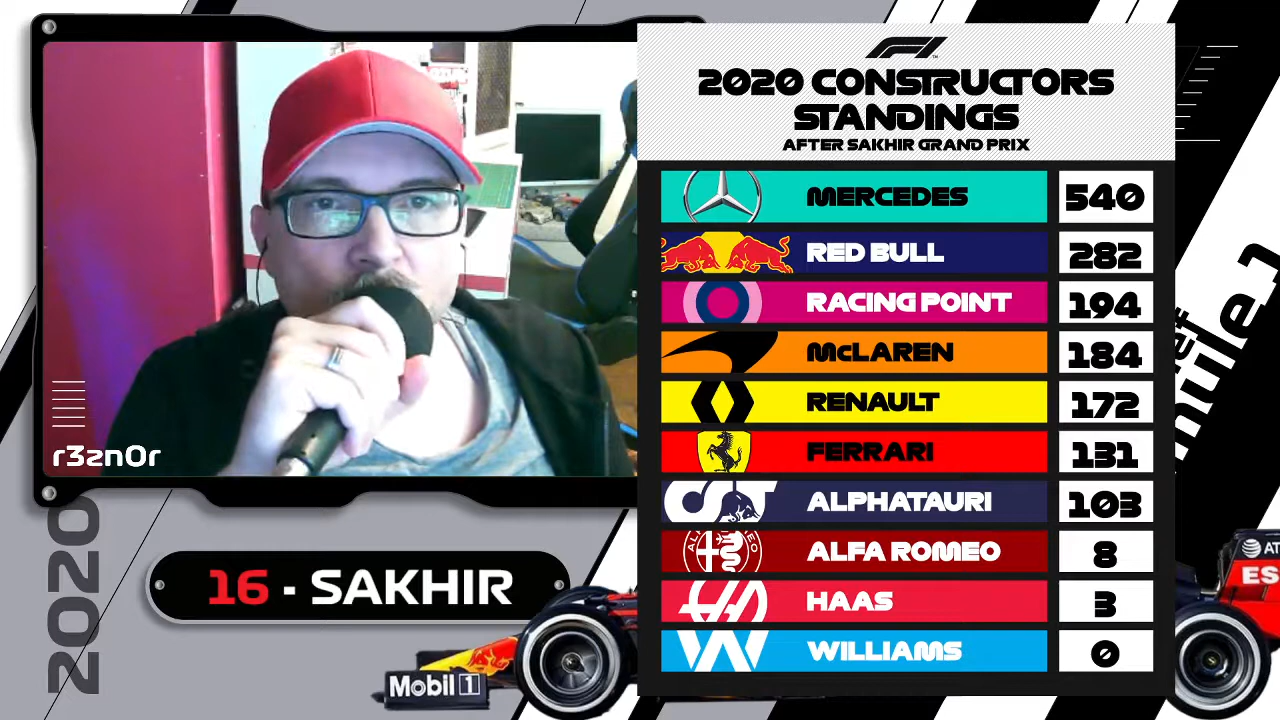 2020 CONSTRUCTORS
STANDINGS
AFTER SAKHIR GRAND PRIX
MERCEDES 540
RED BULL 282
RACING POINT 194
McLAREN 184
RENAULT 172
FERRARI 131
ALPHATAURI 103
ALFA ROMEO 8
HAAS 3
WILLIAMS 0
r3zn0r
2020
16 - SAKHIR
Mobil 1